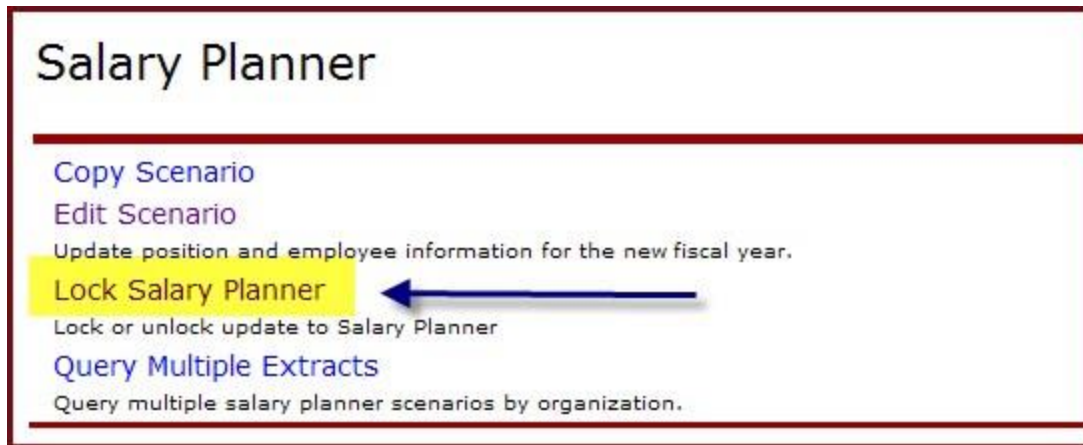 Salary Planner
Copy Scenario
Edit Scenario
Update position and employee information for the new fiscal year.
Lock Salary Planner
Lock or unlock update to Salary Planner
Query Multiple Extracts
Query multiple salary planner scenarios by organization.